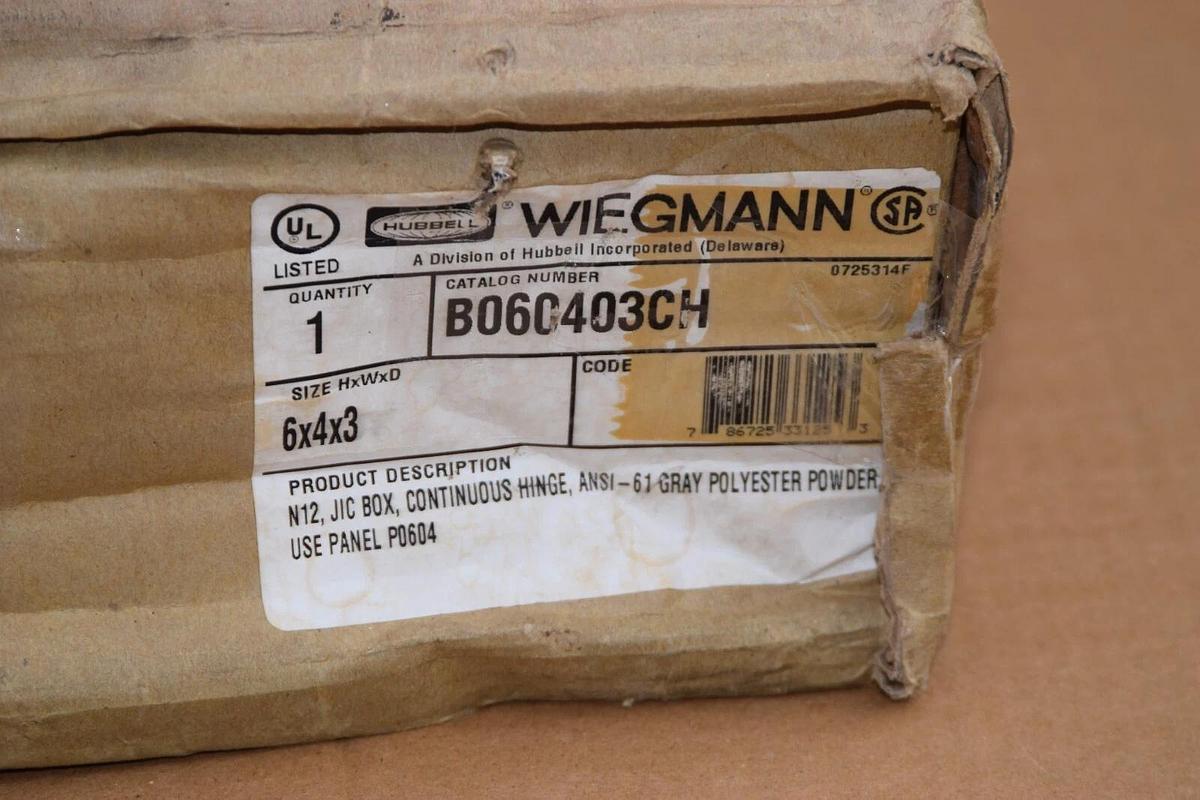 UL
LISTED
HUBBELL® WIEGMANN® SA
A Division of Hubbell Incorporated (Delaware)
0725314F
QUANTITY
1
CATALOG NUMBER
B060403CH
SIZE HxWxD
6x4x3
CODE
7 86725 33125 3
PRODUCT DESCRIPTION
N12, JIC BOX, CONTINUOUS HINGE, ANSI-61 GRAY POLYESTER POWDER,
USE PANEL P0604